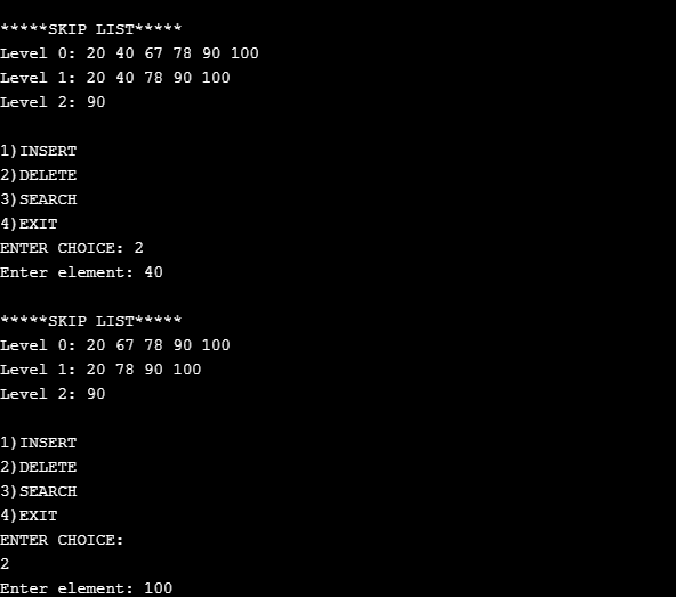 *****SKIP LIST*****
Level 0: 20 40 67 78 90 100
Level 1: 20 40 78 90 100
Level 2: 90
1)INSERT
2)DELETE
3)SEARCH
4)EXIT
ENTER CHOICE: 2
Enter element: 40
*****SKIP LIST*****
Level 0: 20 67 78 90 100
Level 1: 20 78 90 100
Level 2: 90
1)INSERT
2)DELETE
3)SEARCH
4)EXIT
ENTER CHOICE:
2
Enter element: 100